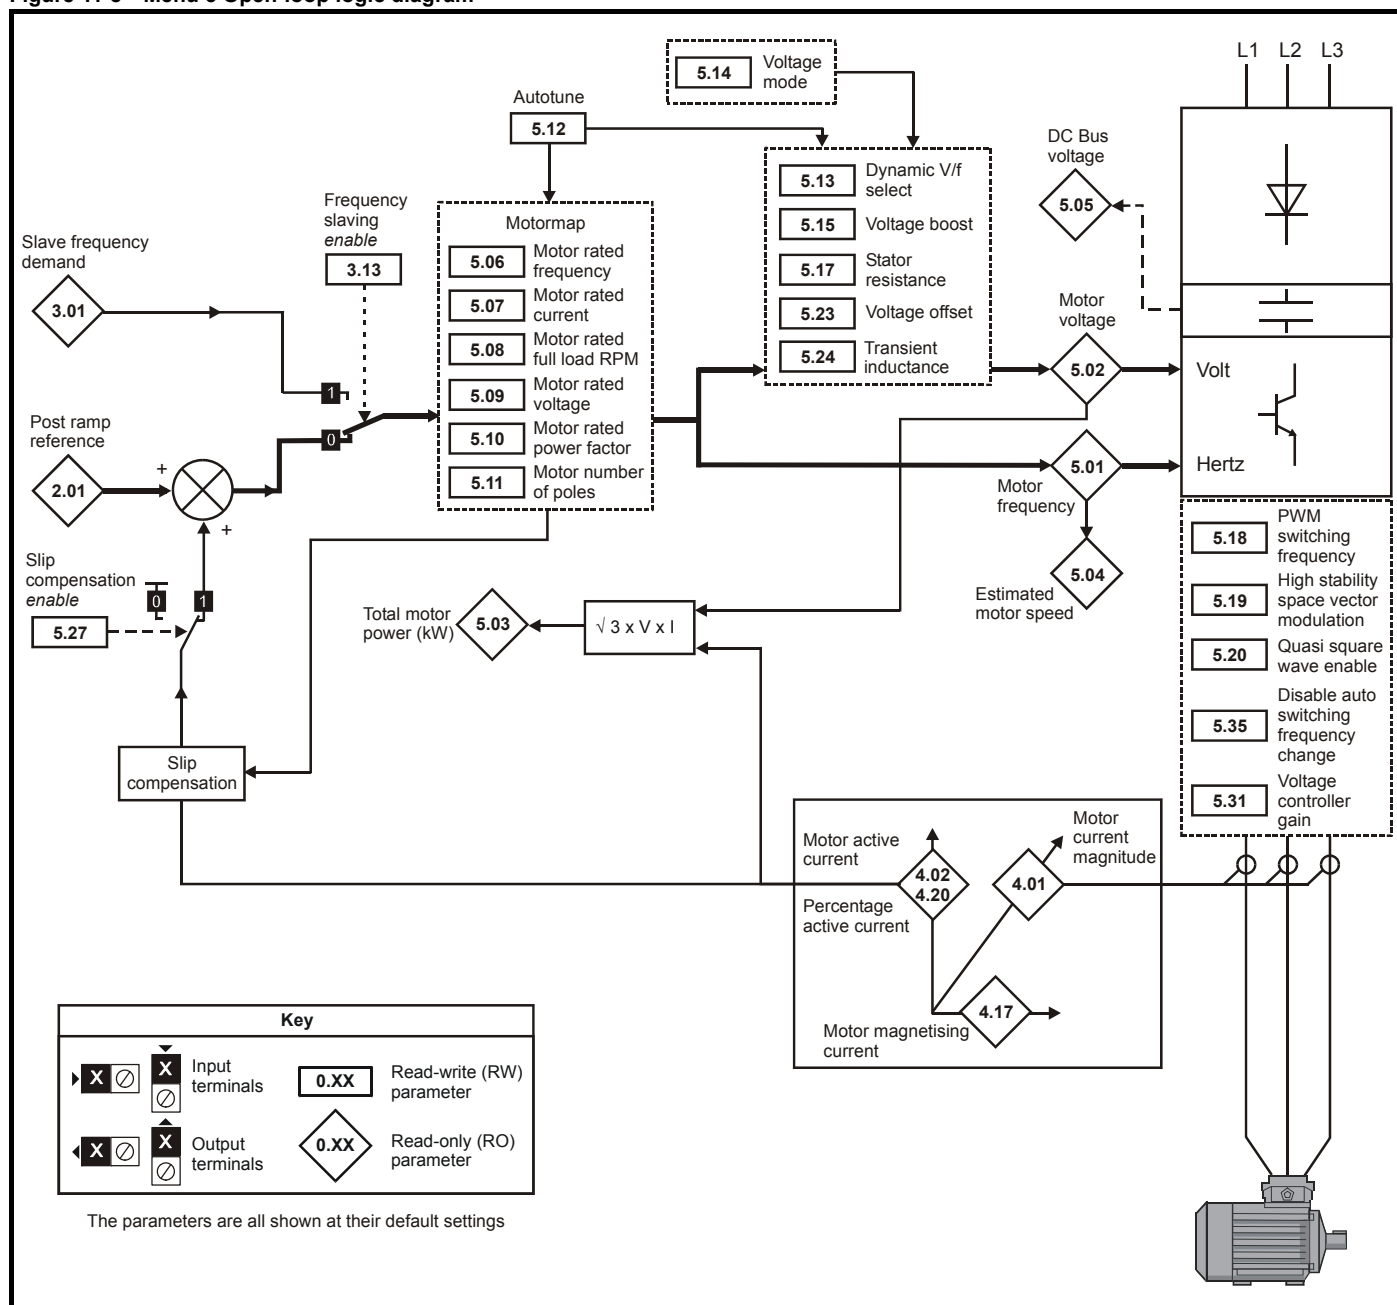 Figure 11-6 Menu 5 Open-loop logic diagram
L1 L2 L3
5.14
Voltage
mode
Autotune
5.12
DC Bus
voltage
5.05
5.13
Dynamic V/f
select
5.15
Voltage boost
5.17
Stator
resistance
5.23
Voltage offset
5.24
Transient
inductance
Frequency
slaving
enable
3.13
Motormap
5.06
Motor rated
frequency
5.07
Motor rated
current
5.08
Motor rated
full load RPM
5.09
Motor rated
voltage
5.10
Motor rated
power factor
5.11
Motor number
of poles
Slave frequency
demand
3.01
1
0
Post ramp
reference
2.01
+
+
Motor
voltage
5.02
Volt
5.01
Hertz
Motor
frequency
5.04
Estimated
motor speed
Slip
compensation
enable
5.27
0
1
Total motor
power (kW)
5.03
√ 3 x V x I
5.18
PWM
switching
frequency
5.19
High stability
space vector
modulation
5.20
Quasi square
wave enable
5.35
Disable auto
switching
frequency
change
5.31
Voltage
controller
gain
Slip
compensation
Motor active
current
4.02
4.20
Percentage
active current
Motor
current
magnitude
4.01
4.17
Motor magnetising
current
Key
X
X
Input
terminals
0.XX
Read-write (RW)
parameter
X
X
Output
terminals
0.XX
Read-only (RO)
parameter
The parameters are all shown at their default settings